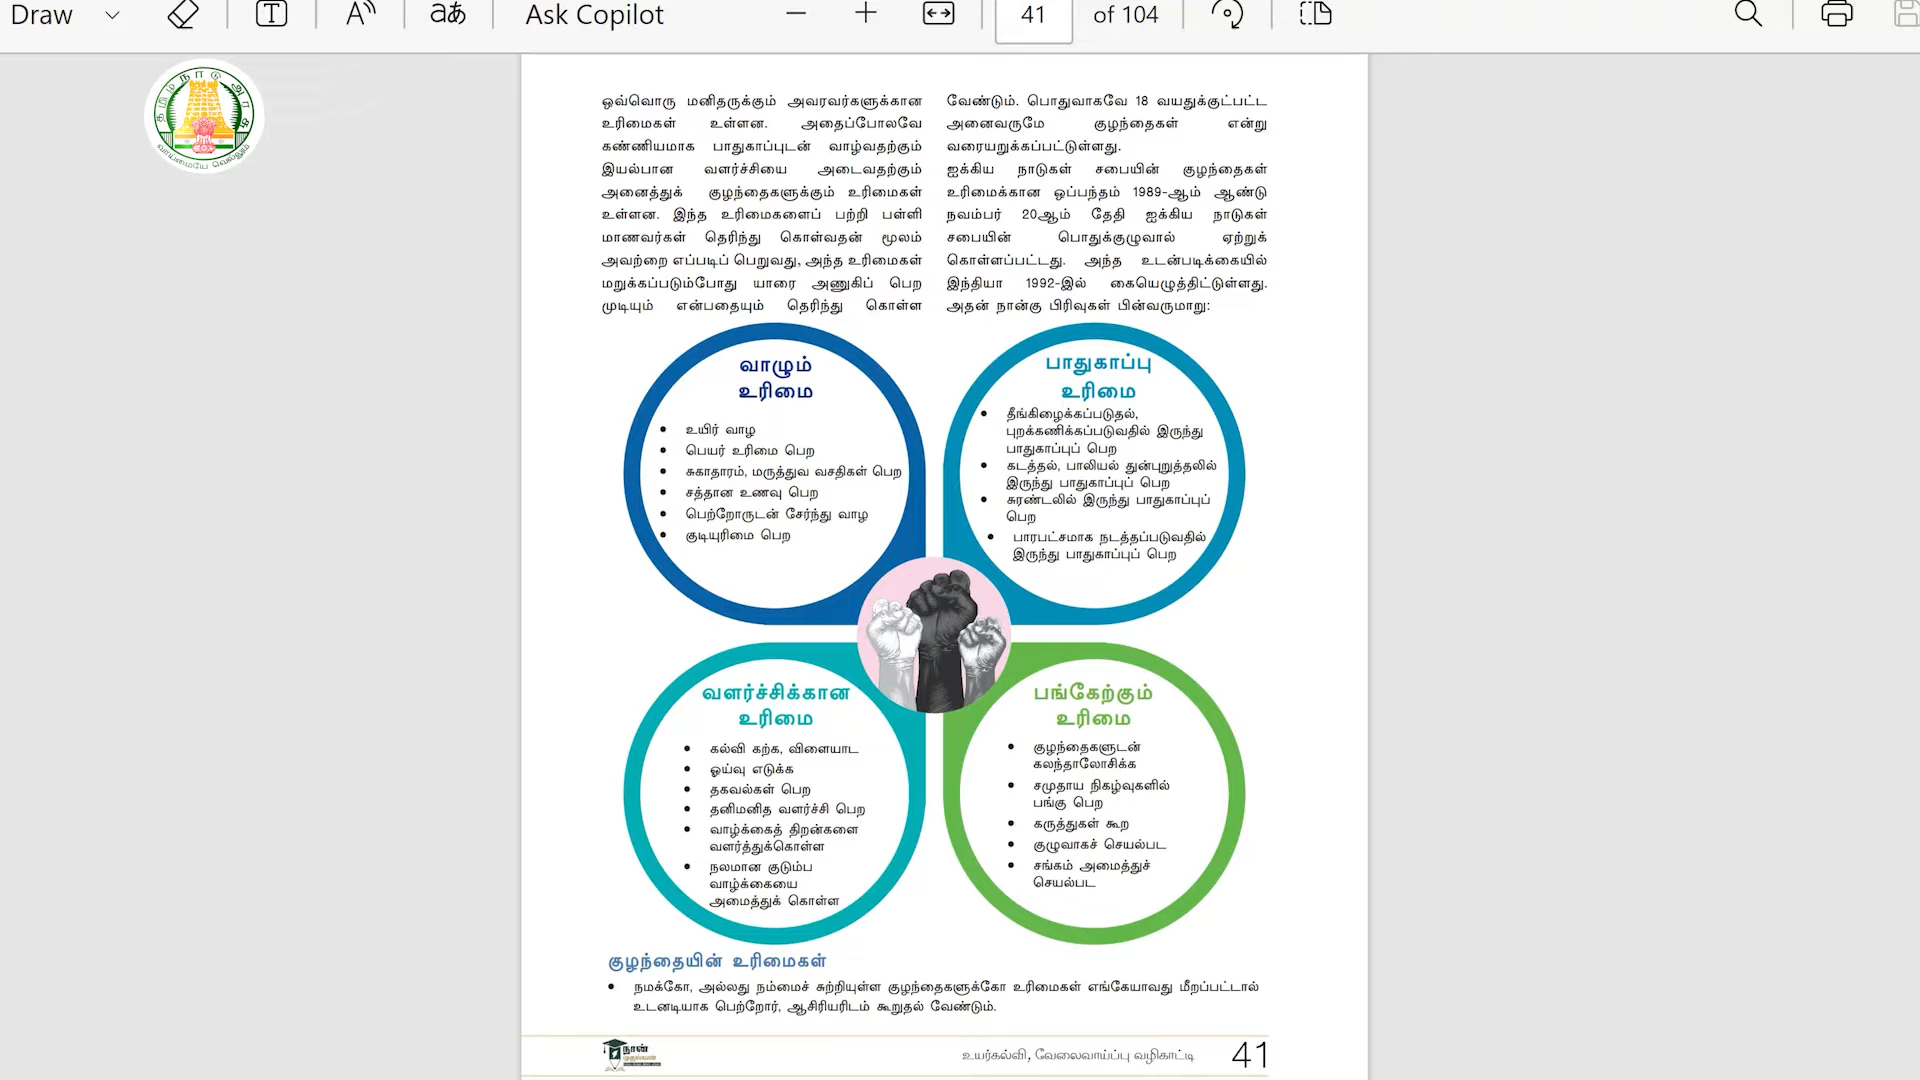 Draw
Ask Copilot
41
of 104
தமிழ்நாடு அரசு
வாய்மையே வெல்லும்
ஒவ்வொரு மனிதருக்கும் அவரவர்களுக்கான
உரிமைகள் உள்ளன. அதைப்போலவே
கண்ணியமாக பாதுகாப்புடன் வாழ்வதற்கும்
இயல்பான வளர்ச்சியை அடைவதற்கும்
அனைத்துக் குழந்தைகளுக்கும் உரிமைகள்
உள்ளன. இந்த உரிமைகளைப் பற்றி பள்ளி
மாணவர்கள் தெரிந்து கொள்வதன் மூலம்
அவற்றை எப்படிப் பெறுவது, அந்த உரிமைகள்
மறுக்கப்படும்போது யாரை அணுகிப் பெற
முடியும் என்பதையும் தெரிந்து கொள்ள
வேண்டும். பொதுவாகவே 18 வயதுக்குட்பட்ட
அனைவருமே குழந்தைகள் என்று
வரையறுக்கப்பட்டுள்ளது.
ஐக்கிய நாடுகள் சபையின் குழந்தைகள்
உரிமைக்கான ஒப்பந்தம் 1989-ஆம் ஆண்டு
நவம்பர் 20ஆம் தேதி ஐக்கிய நாடுகள்
சபையின் பொதுக்குழுவால் ஏற்றுக்
கொள்ளப்பட்டது. அந்த உடன்படிக்கையில்
இந்தியா 1992-இல் கையெழுத்திட்டுள்ளது.
அதன் நான்கு பிரிவுகள் பின்வருமாறு:
வாழும்
உரிமை
• உயிர் வாழ
• பெயர் உரிமை பெற
• சுகாதாரம், மருத்துவ வசதிகள் பெற
• சத்தான உணவு பெற
• பெற்றோருடன் சேர்ந்து வாழ
• குடியுரிமை பெற
பாதுகாப்பு
உரிமை
• தீங்கிழைக்கப்படுதல்,
புறக்கணிக்கப்படுவதில் இருந்து
பாதுகாப்புப் பெற
• கடத்தல், பாலியல் துன்புறுத்தலில்
இருந்து பாதுகாப்புப் பெற
• சுரண்டலில் இருந்து பாதுகாப்புப்
பெற
• பாரபட்சமாக நடத்தப்படுவதில்
இருந்து பாதுகாப்புப் பெற
வளர்ச்சிக்கான
உரிமை
• கல்வி கற்க, விளையாட
• ஓய்வு எடுக்க
• தகவல்கள் பெற
• தனிமனித வளர்ச்சி பெற
• வாழ்க்கைத் திறன்களை
வளர்த்துக்கொள்ள
• நலமான குடும்ப
வாழ்க்கையை
அமைத்துக் கொள்ள
பங்கேற்கும்
உரிமை
• குழந்தைகளுடன்
கலந்தாலோசிக்க
• சமுதாய நிகழ்வுகளில்
பங்கு பெற
• கருத்துகள் கூற
• குழுவாகச் செயல்பட
• சங்கம் அமைத்துச்
செயல்பட
குழந்தையின் உரிமைகள்
• நமக்கோ, அல்லது நம்மைச் சுற்றியுள்ள குழந்தைகளுக்கோ உரிமைகள் எங்கேயாவது மீறப்பட்டால்
உடனடியாக பெற்றோர், ஆசிரியரிடம் கூறுதல் வேண்டும்.
நான்
முதல்வன்
உயர்கல்வி, வேலைவாய்ப்பு வழிகாட்டி
41